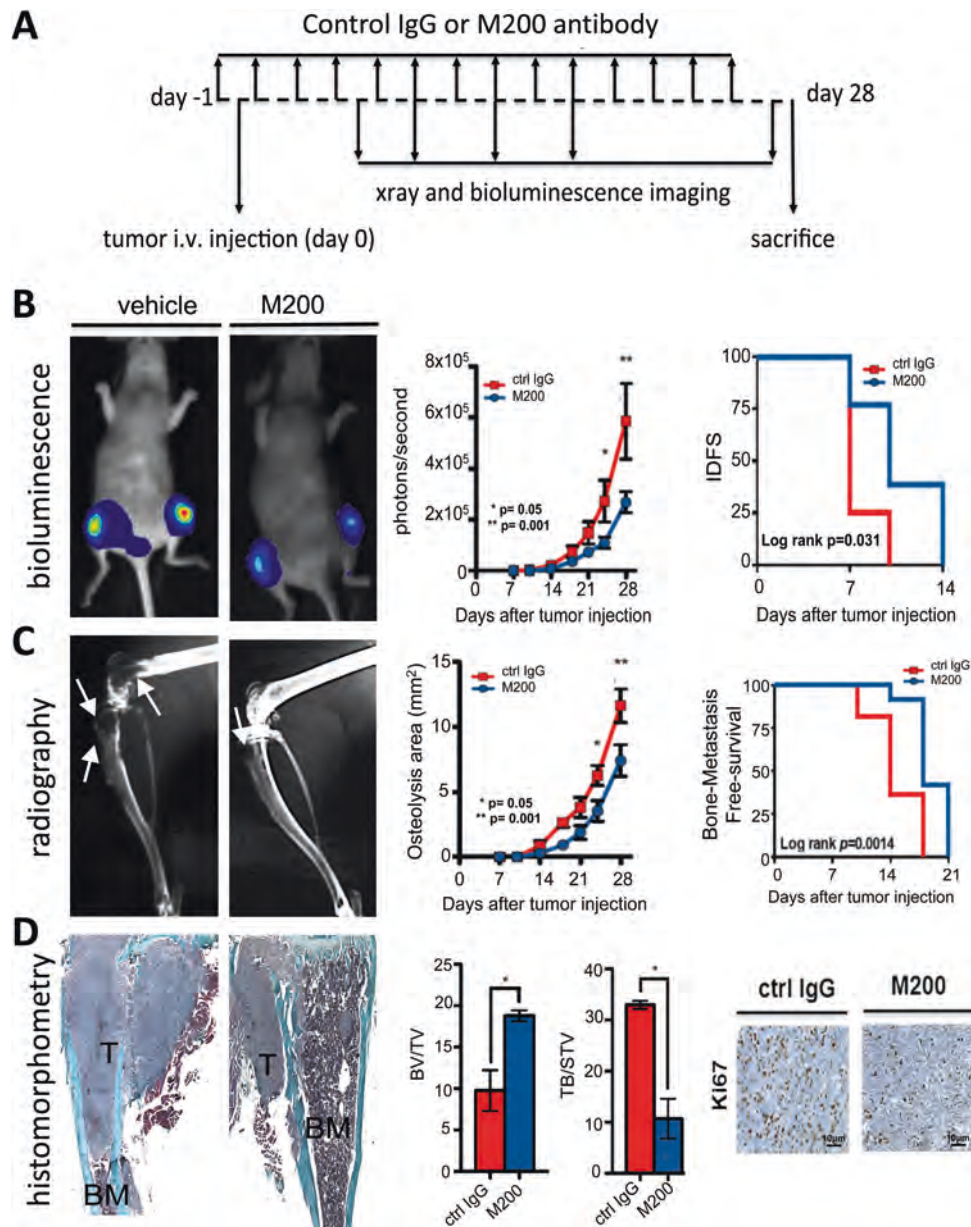 A
Control IgG or M200 antibody
day -1
day 28
xray and bioluminescence imaging
tumor i.v. injection (day 0)
sacrifice
B
vehicle
M200
bioluminescence
photons/second
8x10⁵
6x10⁵
4x10⁵
2x10⁵
0
ctrl IgG
M200
*
**
* p= 0.05
** p= 0.001
0 7 14 21 28
Days after tumor injection
IDFS
100
75
50
25
0
ctrl IgG
M200
Log rank p=0.031
0 7 14
Days after tumor injection
C
radiography
Osteolysis area (mm²)
15
10
5
0
ctrl IgG
M200
*
**
* p= 0.05
** p= 0.001
0 7 14 21 28
Days after tumor injection
Bone-Metastasis
Free-survival
100
75
50
25
0
ctrl IgG
M200
Log rank p=0.0014
0 7 14 21
Days after tumor injection
D
histomorphometry
T
BM
T
BM
BV/TV
20
15
10
5
0
*
ctrl IgG
M200
TB/STV
40
30
20
10
0
*
ctrl IgG
M200
ctrl IgG
M200
Ki67
10µm
10µm